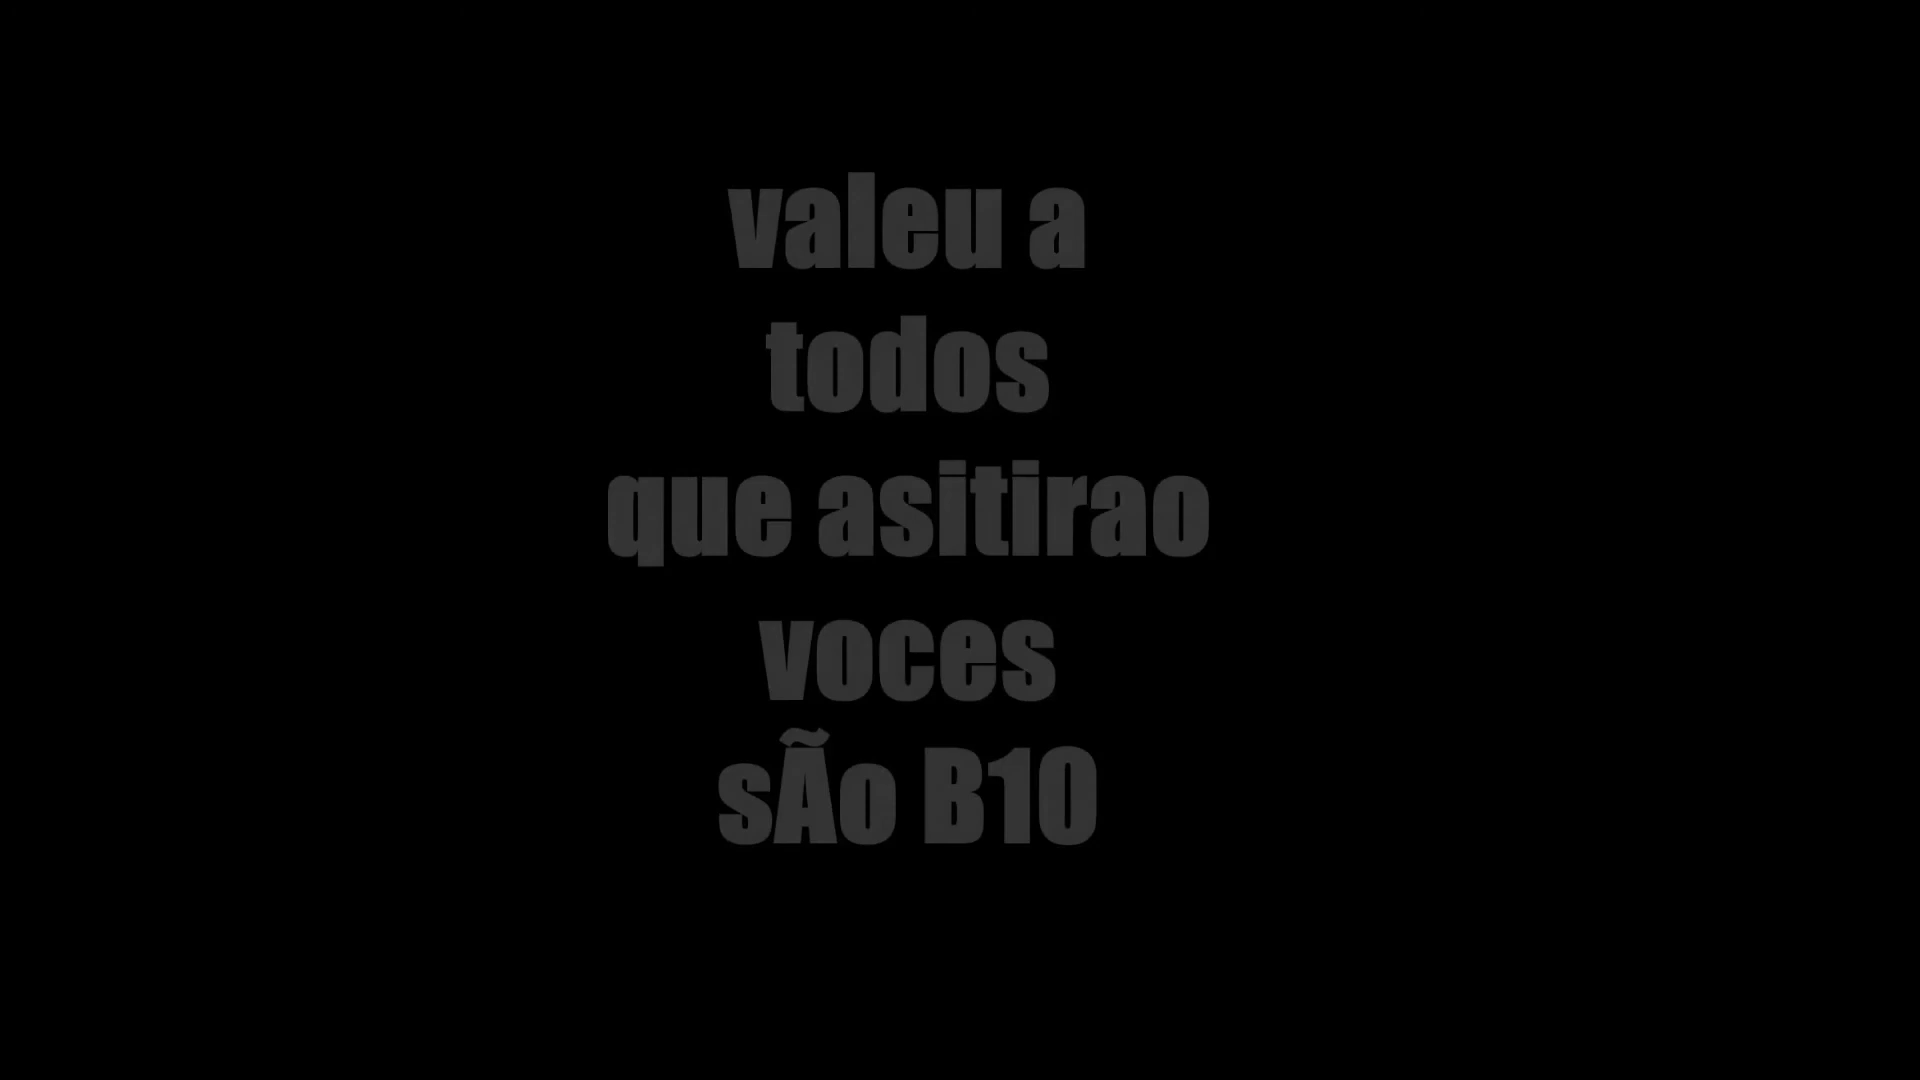 valeu a
todos
que asitirao
voces
sÃo B10